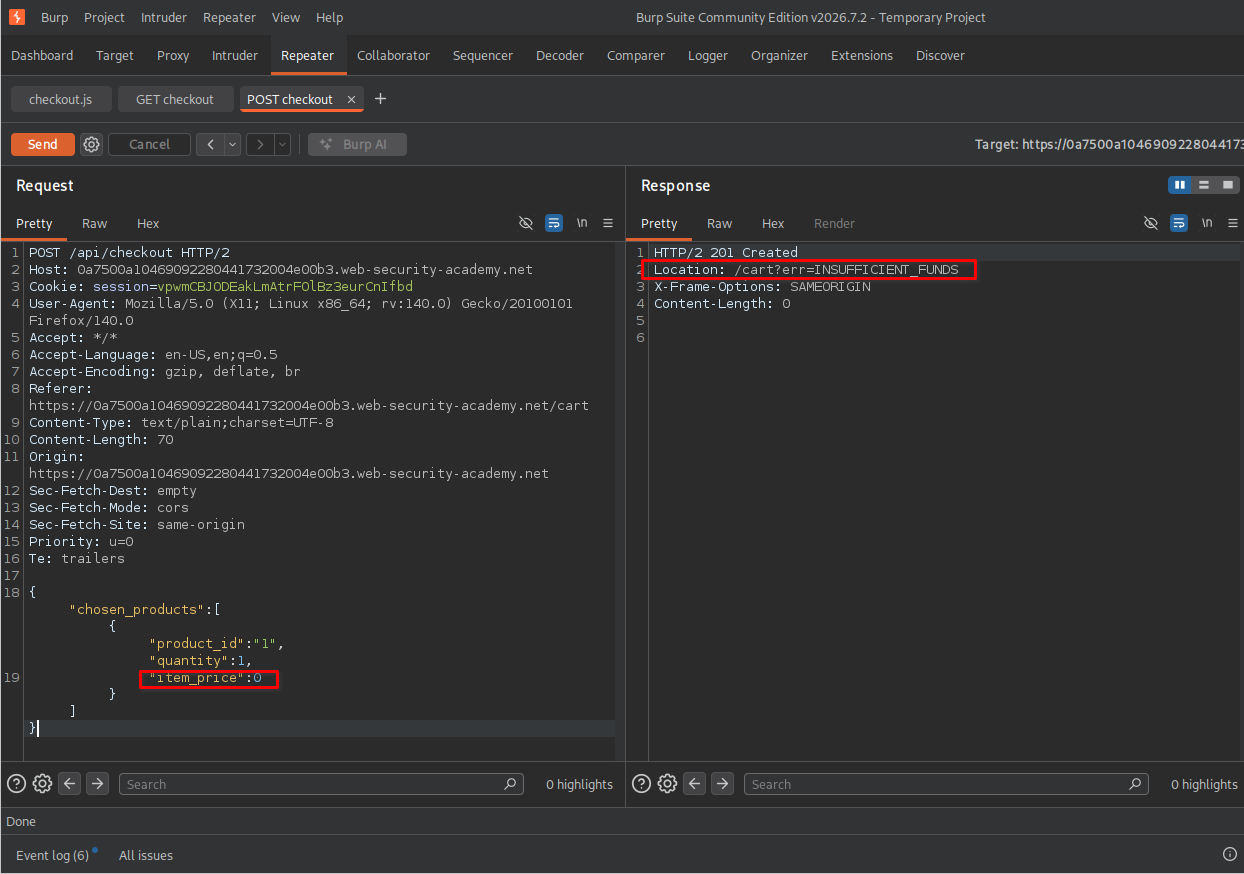 Burp Project Intruder Repeater View Help Burp Suite Community Edition v2026.7.2 - Temporary Project
Dashboard Target Proxy Intruder Repeater Collaborator Sequencer Decoder Comparer Logger Organizer Extensions Discover
checkout.js GET checkout POST checkout × +
Send Cancel < > Burp AI Target: https://0a7500a1046909228044173
Request
Pretty Raw Hex \n
1 POST /api/checkout HTTP/2
2 Host: 0a7500a10469092280441732004e00b3.web-security-academy.net
3 Cookie: session=vpwmCBJODEakLmAtrFOlBz3eurCnIfbd
4 User-Agent: Mozilla/5.0 (X11; Linux x86_64; rv:140.0) Gecko/20100101
Firefox/140.0
5 Accept: */*
6 Accept-Language: en-US,en;q=0.5
7 Accept-Encoding: gzip, deflate, br
8 Referer:
https://0a7500a10469092280441732004e00b3.web-security-academy.net/cart
9 Content-Type: text/plain;charset=UTF-8
10 Content-Length: 70
11 Origin:
https://0a7500a10469092280441732004e00b3.web-security-academy.net
12 Sec-Fetch-Dest: empty
13 Sec-Fetch-Mode: cors
14 Sec-Fetch-Site: same-origin
15 Priority: u=0
16 Te: trailers
17
18 {
"chosen_products":[
{
"product_id":"1",
"quantity":1,
19 "item_price":0
}
]
}
Search 0 highlights
Response
Pretty Raw Hex Render \n
1 HTTP/2 201 Created
2 Location: /cart?err=INSUFFICIENT_FUNDS
3 X-Frame-Options: SAMEORIGIN
4 Content-Length: 0
5
6
Search 0 highlights
Done
Event log (6) All issues